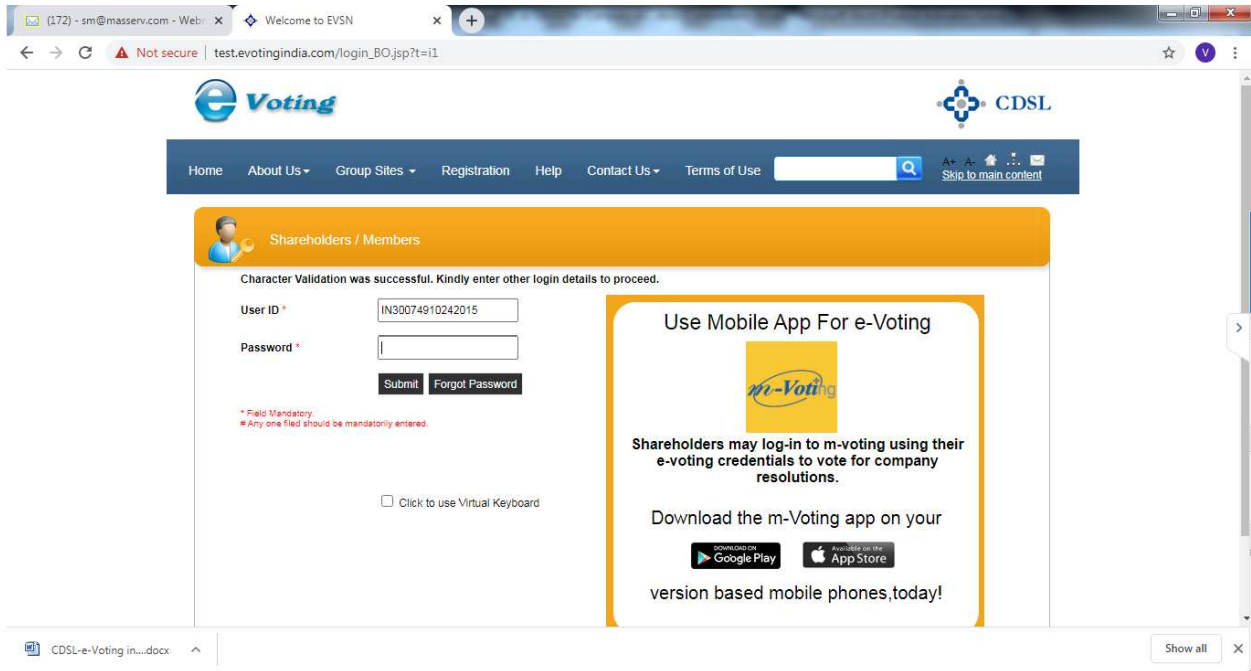 (172) - sm@masserv.com - Webn
Welcome to EVSN
Not secure | test.evotingindia.com/login_BO.jsp?t=i1
V
e Voting
CDSL
Home About Us Group Sites Registration Help Contact Us Terms of Use
A+ A-
Skip to main content
Shareholders / Members
Character Validation was successful. Kindly enter other login details to proceed.
User ID * IN30074910242015
Password *
Submit Forgot Password
* Field Mandatory.
# Any one filed should be mandatorily entered.
Click to use Virtual Keyboard
Use Mobile App For e-Voting
m-Voting
Shareholders may log-in to m-voting using their
e-voting credentials to vote for company
resolutions.
Download the m-Voting app on your
DOWNLOAD ON
Google Play
Available on the
App Store
version based mobile phones,today!
CDSL-e-Voting in....docx
Show all